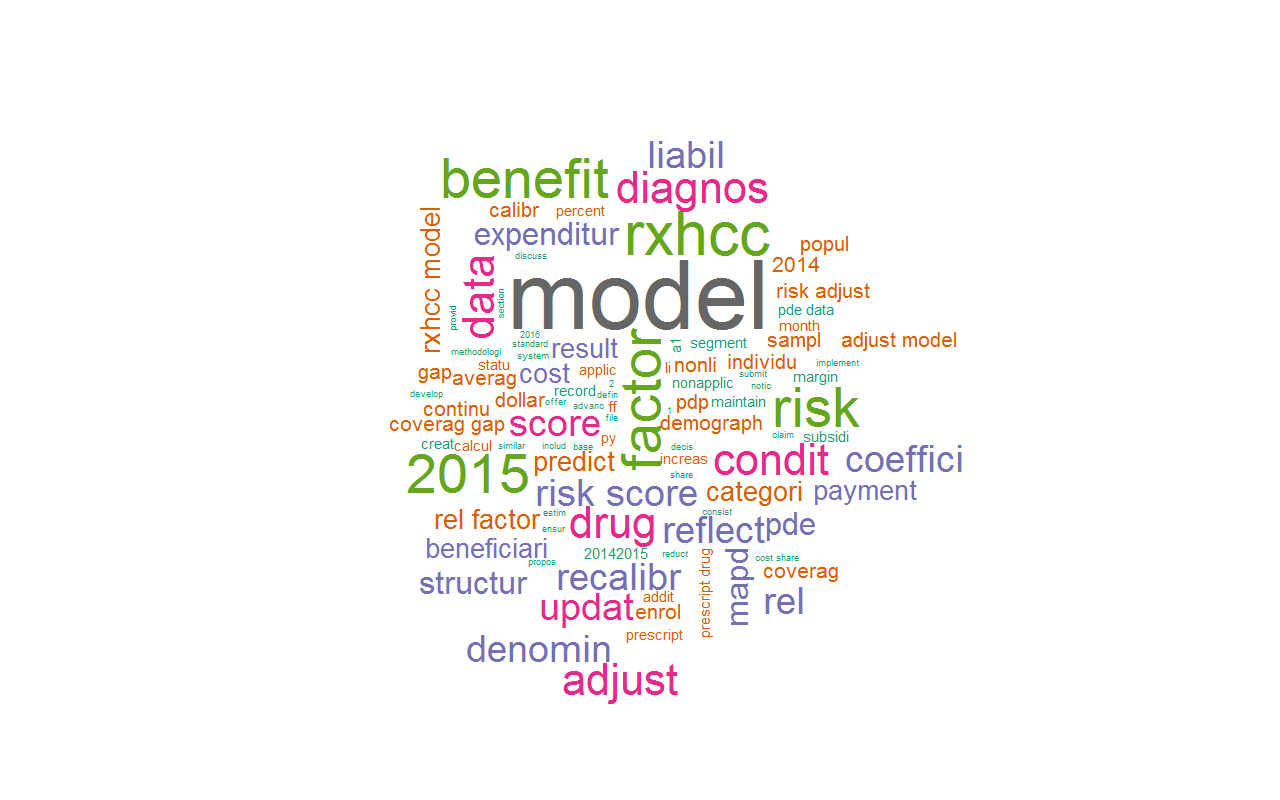 liabil
benefit
diagnos
calibr
percent
rxhcc model
expenditur
rxhcc
popul
discuss
data
model
2014
risk adjust
provid
section
pde data
month
2016
factor
a1
segment
sampl
adjust model
standard
methodologi
system
result
statu
gap
averag
cost
applic
li
nonli
individu
implement
submit
margin
develop
record
2
nonapplic
notic
defin
dollar
offer
advanc
ff
1
pdp
maintain
risk
continu
file
coverag gap
score
demograph
claim
subsidi
py
creat
calcul
similar
includ
base
decis
2015
predict
increas
condit
coeffici
share
risk score
categori
payment
rel factor
estim
drug
consist
ensur
reflect
pde
beneficiari
propos
20142015
reduct
prescript drug
mapd
cost share
coverag
structur
recalibr
updat
addit
enrol
rel
prescript
denomin
adjust